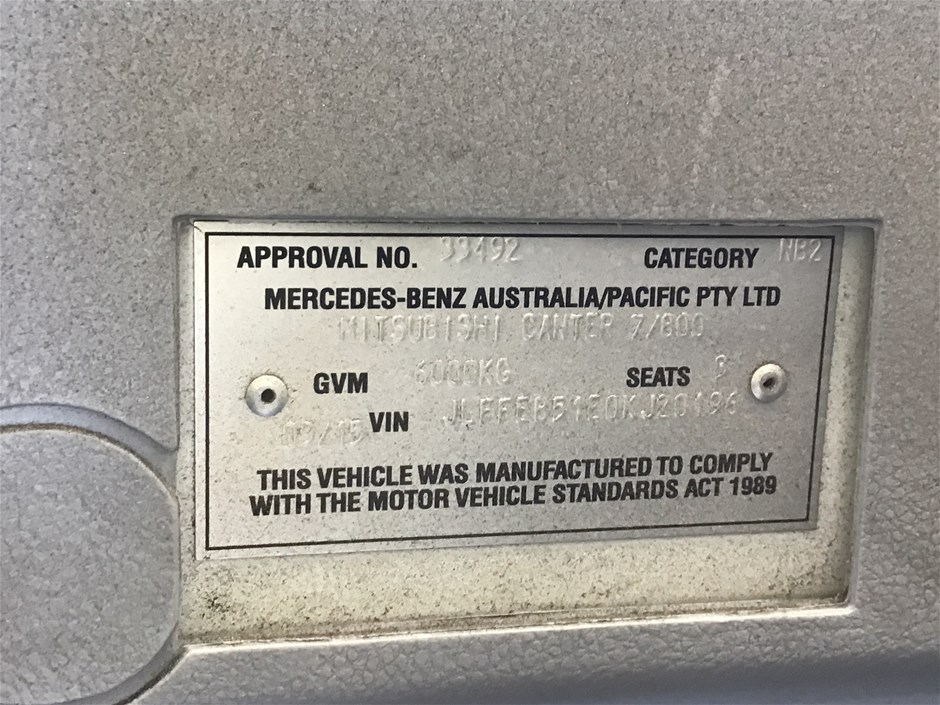 APPROVAL NO. 33492 CATEGORY NB2
MERCEDES-BENZ AUSTRALIA/PACIFIC PTY LTD
MITSUBISHI CANTER 7/800
GVM 6000KG SEATS 3
VIN
THIS VEHICLE WAS MANUFACTURED TO COMPLY
WITH THE MOTOR VEHICLE STANDARDS ACT 1989